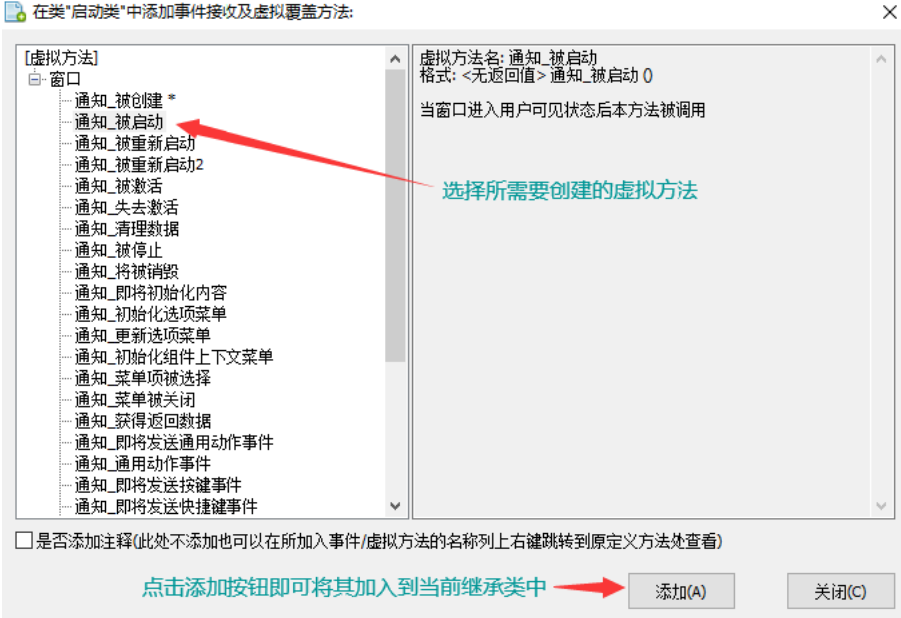 在类"启动类"中添加事件接收及虚拟覆盖方法:
[虚拟方法]
窗口
通知_被创建 *
通知_被启动
通知_被重新启动
通知_被重新启动2
通知_被激活
通知_失去激活
通知_清理数据
通知_被停止
通知_将被销毁
通知_即将初始化内容
通知_初始化选项菜单
通知_更新选项菜单
通知_初始化组件上下文菜单
通知_菜单项被选择
通知_菜单被关闭
通知_获得返回数据
通知_即将发送通用动作事件
通知_通用动作事件
通知_即将发送按键事件
通知_即将发送快捷键事件
虚拟方法名: 通知_被启动
格式: <无返回值> 通知_被启动 ()
当窗口进入用户可见状态后本方法被调用
选择所需要创建的虚拟方法
是否添加注释(此处不添加也可以在所加入事件/虚拟方法的名称列上右键跳转到原定义方法处查看)
点击添加按钮即可将其加入到当前继承类中
添加(A)
关闭(C)